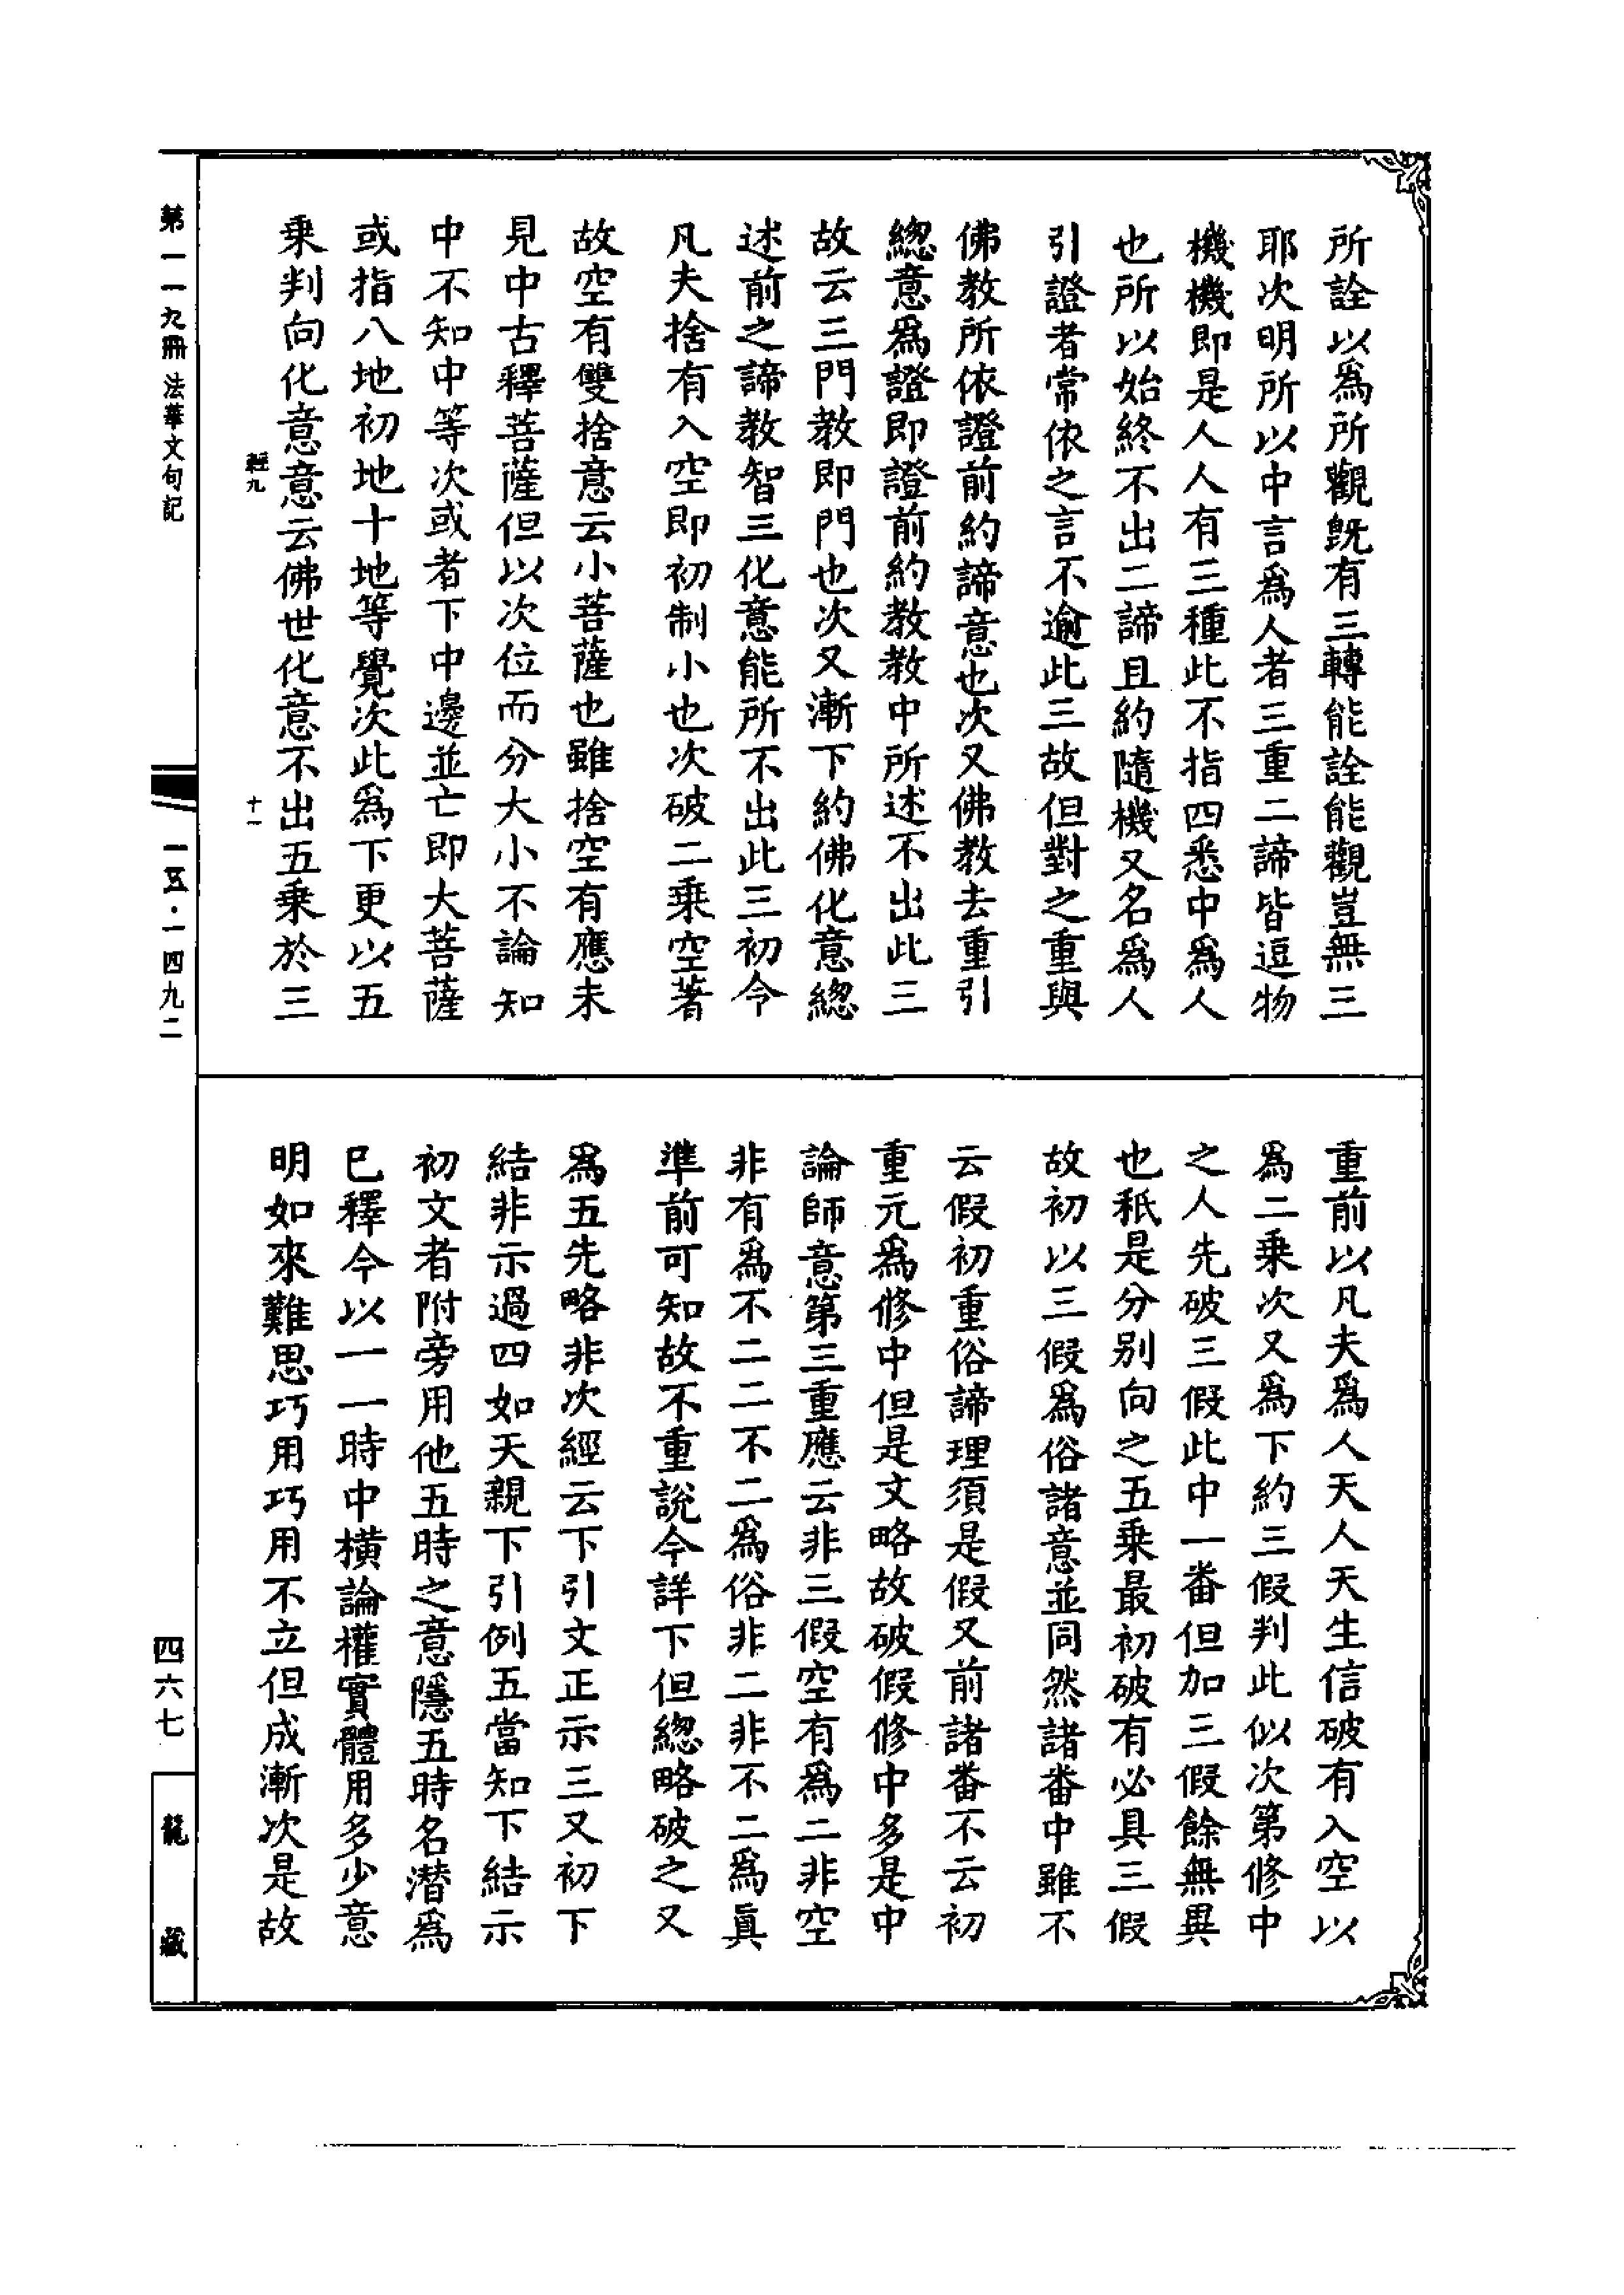 所詮以為所觀旣有三轉能詮能觀豈無三
耶次明所以中言為人者三重二諦皆逗物
機機即是人人有三種此不指四悉中為人
也所以始終不出二諦且約隨機又名為人
引證者常依之言不逾此三故但對之重與
佛教所依證前約諦意也次又佛教去重引
總意為證即證前約教教中所述不出此三
故云三門教即門也次又漸下約佛化意總
述前之諦教智三化意能所不出此三初令
凡夫捨有入空即初制小也次破二乘空著
故空有雙捨意云小菩薩也雖捨空有應未
見中古釋菩薩但以次位而分大小不論知
中不知中等次或者下中邊並亡即大菩薩
或指八地初地十地等覺次此為下更以五
乘判向化意意云佛世化意不出五乘於三
重前以凡夫為人天人天生信破有入空以
為二乘次又為下約三假判此似次第修中
之人先破三假此中一番但加三假餘無異
也秖是分別向之五乘最初破有必具三假
故初以三假為俗諸意並同然諸番中雖不
云假初重俗諦理須是假又前諸番不云初
重元為修中但是文略故破假修中多是中
論師意第三重應云非三假空有為二非空
非有為不二二不二為俗非二非不二為真
準前可知故不重說今詳下但總略破之又
為五先略非次經云下引文正示三又初下
結非示過四如天親下引例五當知下結示
初文者附旁用他五時之意隱五時名潛為
已釋今以一一時中橫論權實體用多少意
明如來難思巧用巧用不立但成漸次是故
第一一九冊 法華文句記
經九
十一
一五·一四九二
四六七
龍藏